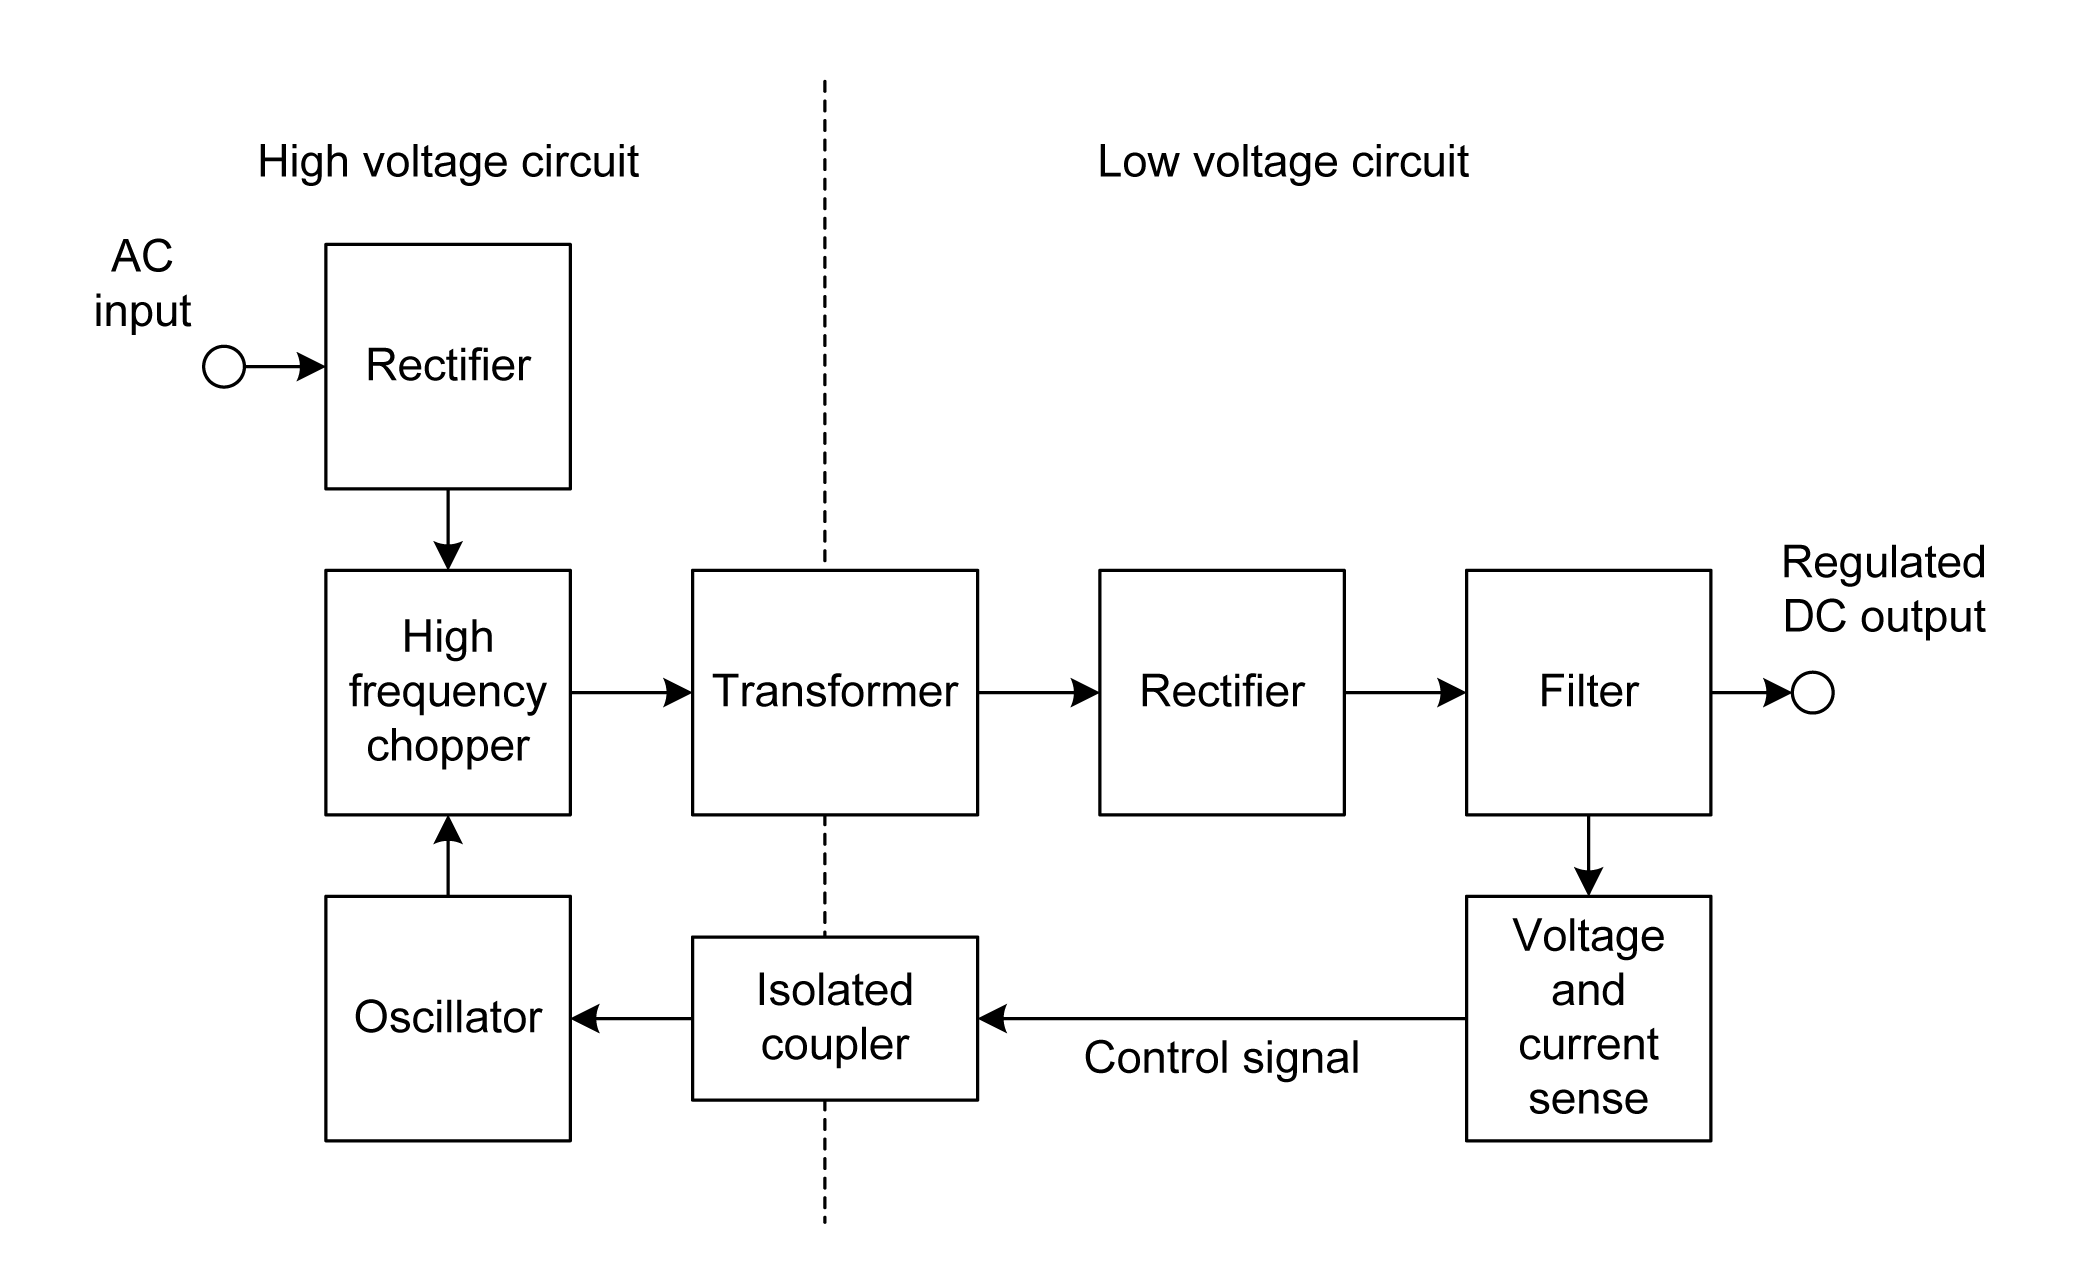 High voltage circuit
Low voltage circuit
AC
input
Rectifier
High
frequency
chopper
Transformer
Rectifier
Filter
Regulated
DC output
Oscillator
Isolated
coupler
Control signal
Voltage
and
current
sense